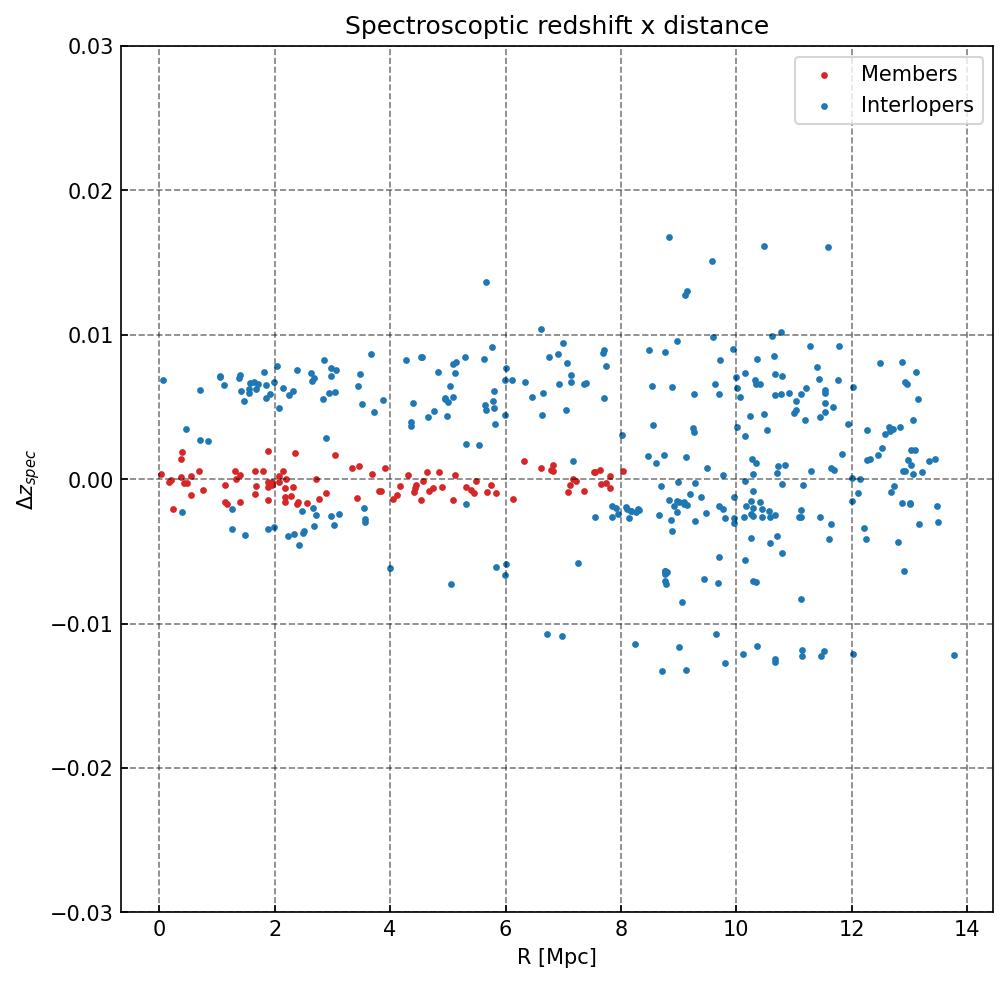 Spectroscoptic redshift x distance
Members
Interlopers
0.03
0.02
0.01
0.00
−0.01
−0.02
−0.03
Δz_spec
0 2 4 6 8 10 12 14
R [Mpc]